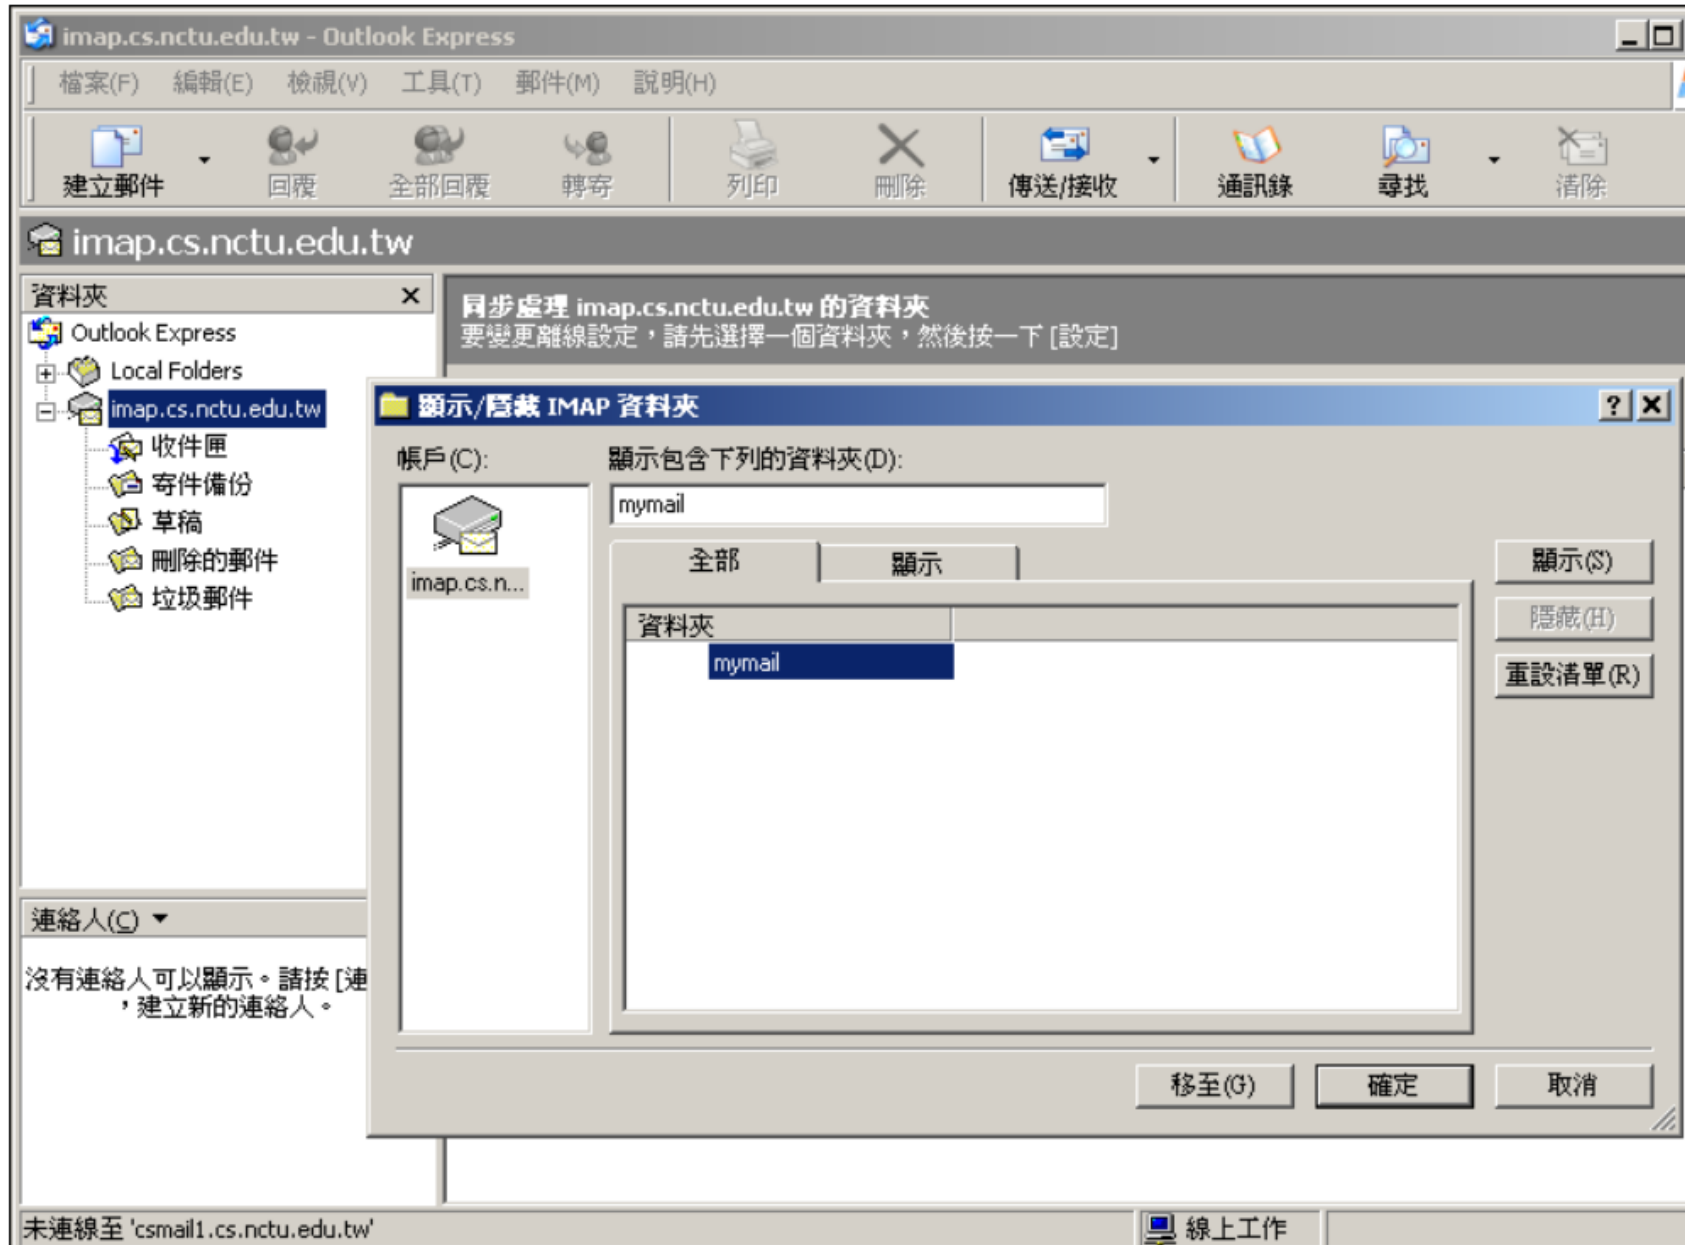 imap.cs.nctu.edu.tw - Outlook Express
檔案(F) 編輯(E) 檢視(V) 工具(T) 郵件(M) 說明(H)
建立郵件 回覆 全部回覆 轉寄 列印 刪除 傳送/接收 通訊錄 尋找 清除
imap.cs.nctu.edu.tw
資料夾
Outlook Express
Local Folders
imap.cs.nctu.edu.tw
收件匣
寄件備份
草稿
刪除的郵件
垃圾郵件
同步處理 imap.cs.nctu.edu.tw 的資料夾
要變更離線設定，請先選擇一個資料夾，然後按一下 [設定]
顯示/隱藏 IMAP 資料夾
帳戶(C):
imap.cs.n...
顯示包含下列的資料夾(D):
mymail
全部 顯示
資料夾
mymail
顯示(S)
隱藏(H)
重設清單(R)
移至(G) 確定 取消
連絡人(C)
沒有連絡人可以顯示。請按 [連
，建立新的連絡人。
未連線至 'csmail1.cs.nctu.edu.tw'
線上工作